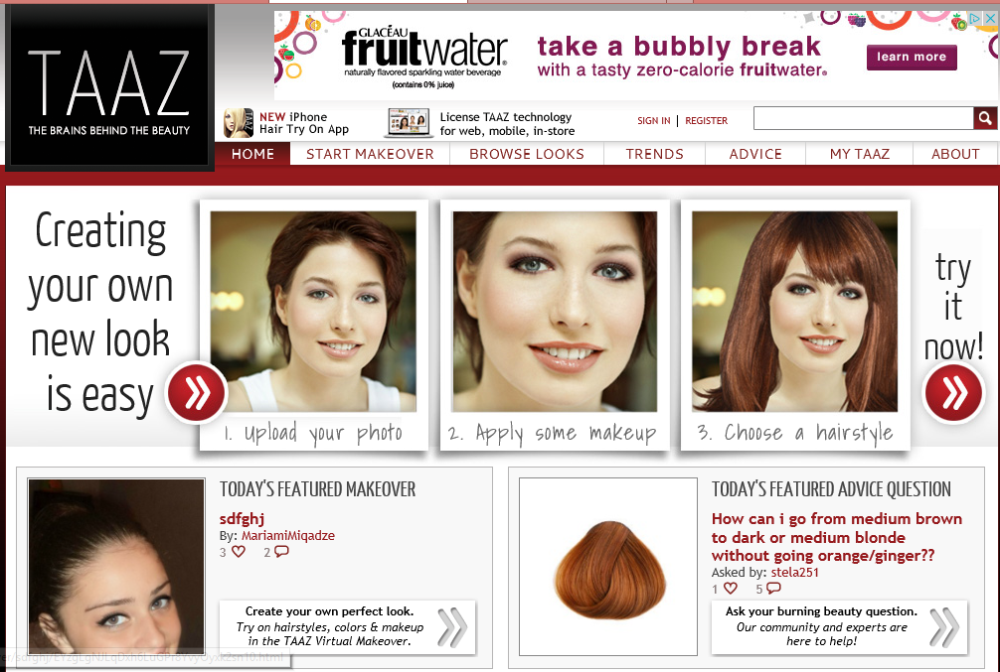 TAAZ
THE BRAINS BEHIND THE BEAUTY
GLACÉAU
fruitwater®
naturally flavored sparkling water beverage
(contains 0% juice)
take a bubbly break
with a tasty zero-calorie fruitwater®
learn more
NEW iPhone
Hair Try On App
License TAAZ technology
for web, mobile, in-store
SIGN IN | REGISTER
HOME
START MAKEOVER
BROWSE LOOKS
TRENDS
ADVICE
MY TAAZ
ABOUT
Creating
your own
new look
is easy
1. Upload your photo
2. Apply some makeup
3. Choose a hairstyle
try
it
now!
TODAY'S FEATURED MAKEOVER
sdfghj
By: MariamiMiqadze
3 2
Create your own perfect look.
Try on hairstyles, colors & makeup
in the TAAZ Virtual Makeover.
TODAY'S FEATURED ADVICE QUESTION
How can i go from medium brown
to dark or medium blonde
without going orange/ginger??
Asked by: stela251
1 5
Ask your burning beauty question.
Our community and experts are
here to help!